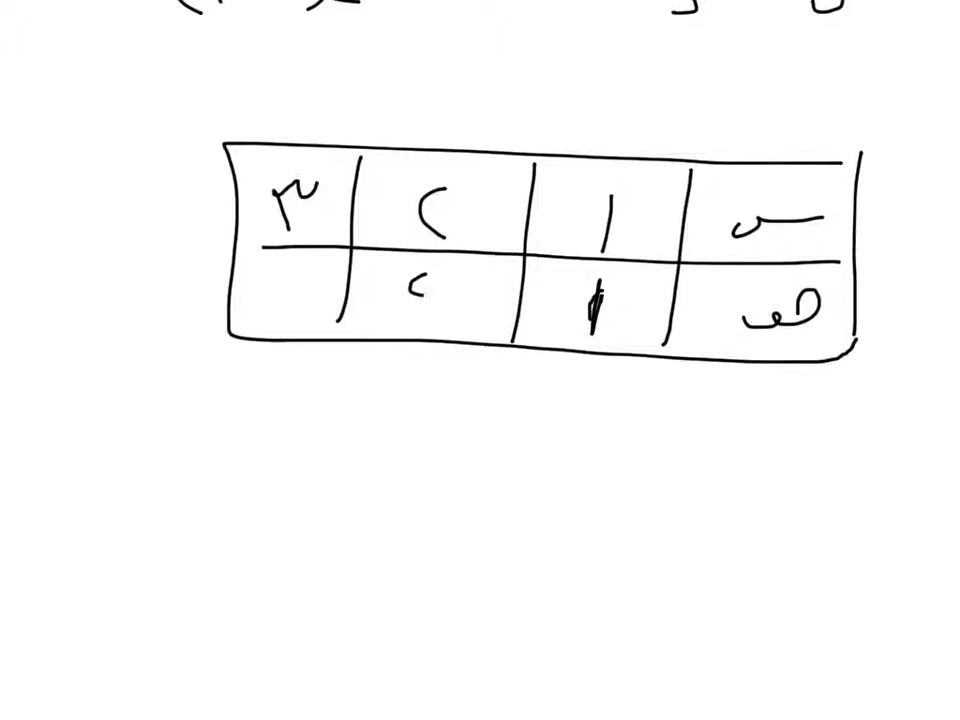 س ١ ٢ ٣
ص ١ ٢